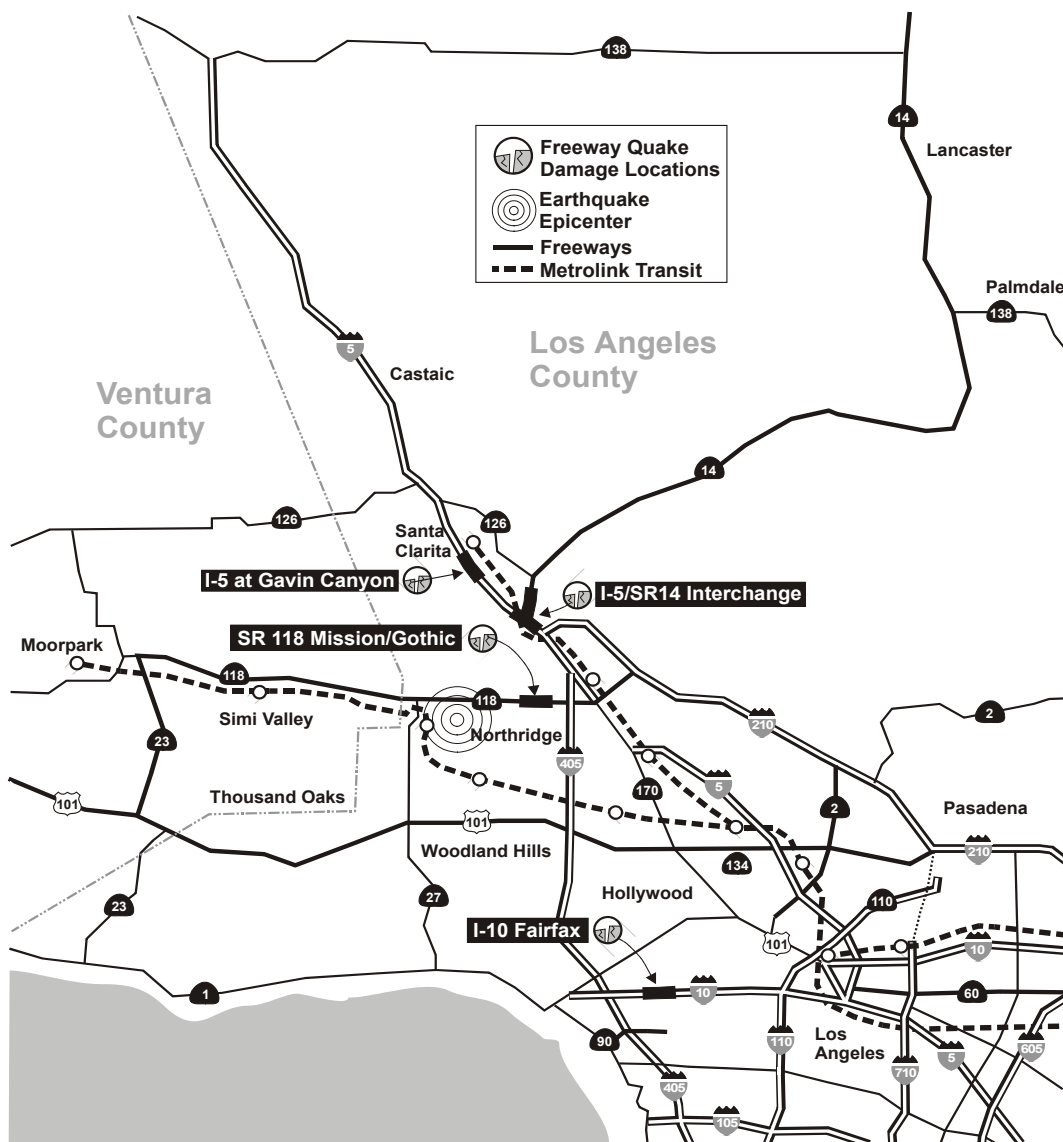 138
14
Freeway Quake
Damage Locations
Earthquake
Epicenter
Freeways
Metrolink Transit
Lancaster
Palmdale
138
5
Los Angeles
County
Castaic
Ventura
County
14
126
126
Santa
Clarita
I-5 at Gavin Canyon
I-5/SR14 Interchange
SR 118 Mission/Gothic
Moorpark
118
118
Simi Valley
Northridge
23
2
210
405
170
5
101
Thousand Oaks
101
2
Pasadena
Woodland Hills
134
210
23
27
Hollywood
110
I-10 Fairfax
101
10
1
10
60
90
110
Los
Angeles
605
5
710
405
105